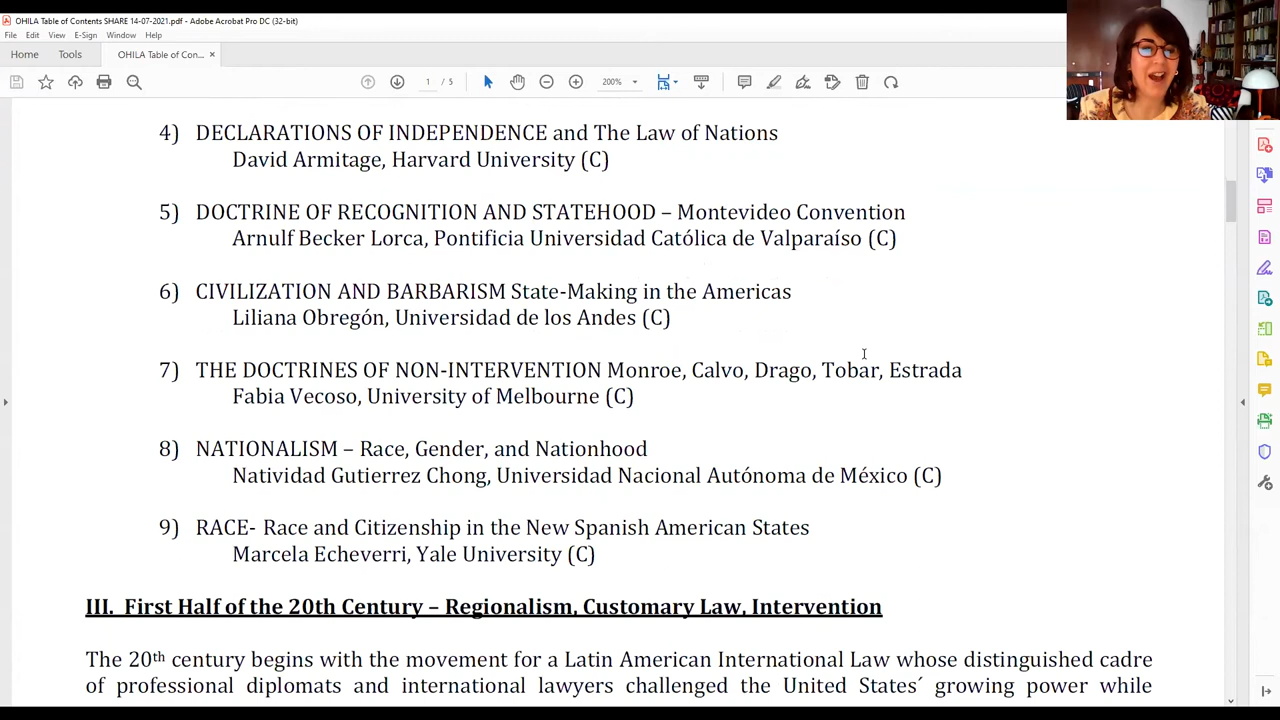 OHILA Table of Contents SHARE 14-07-2021.pdf - Adobe Acrobat Pro DC (32-bit)
File Edit View E-Sign Window Help
Home Tools OHILA Table of Con... ×
1 / 5 200%
4) DECLARATIONS OF INDEPENDENCE and The Law of Nations
David Armitage, Harvard University (C)
5) DOCTRINE OF RECOGNITION AND STATEHOOD – Montevideo Convention
Arnulf Becker Lorca, Pontificia Universidad Católica de Valparaíso (C)
6) CIVILIZATION AND BARBARISM State-Making in the Americas
Liliana Obregón, Universidad de los Andes (C)
7) THE DOCTRINES OF NON-INTERVENTION Monroe, Calvo, Drago, Tobar, Estrada
Fabia Vecoso, University of Melbourne (C)
8) NATIONALISM – Race, Gender, and Nationhood
Natividad Gutierrez Chong, Universidad Nacional Autónoma de México (C)
9) RACE- Race and Citizenship in the New Spanish American States
Marcela Echeverri, Yale University (C)
III. First Half of the 20th Century – Regionalism, Customary Law, Intervention
The 20th century begins with the movement for a Latin American International Law whose distinguished cadre
of professional diplomats and international lawyers challenged the United States´ growing power while